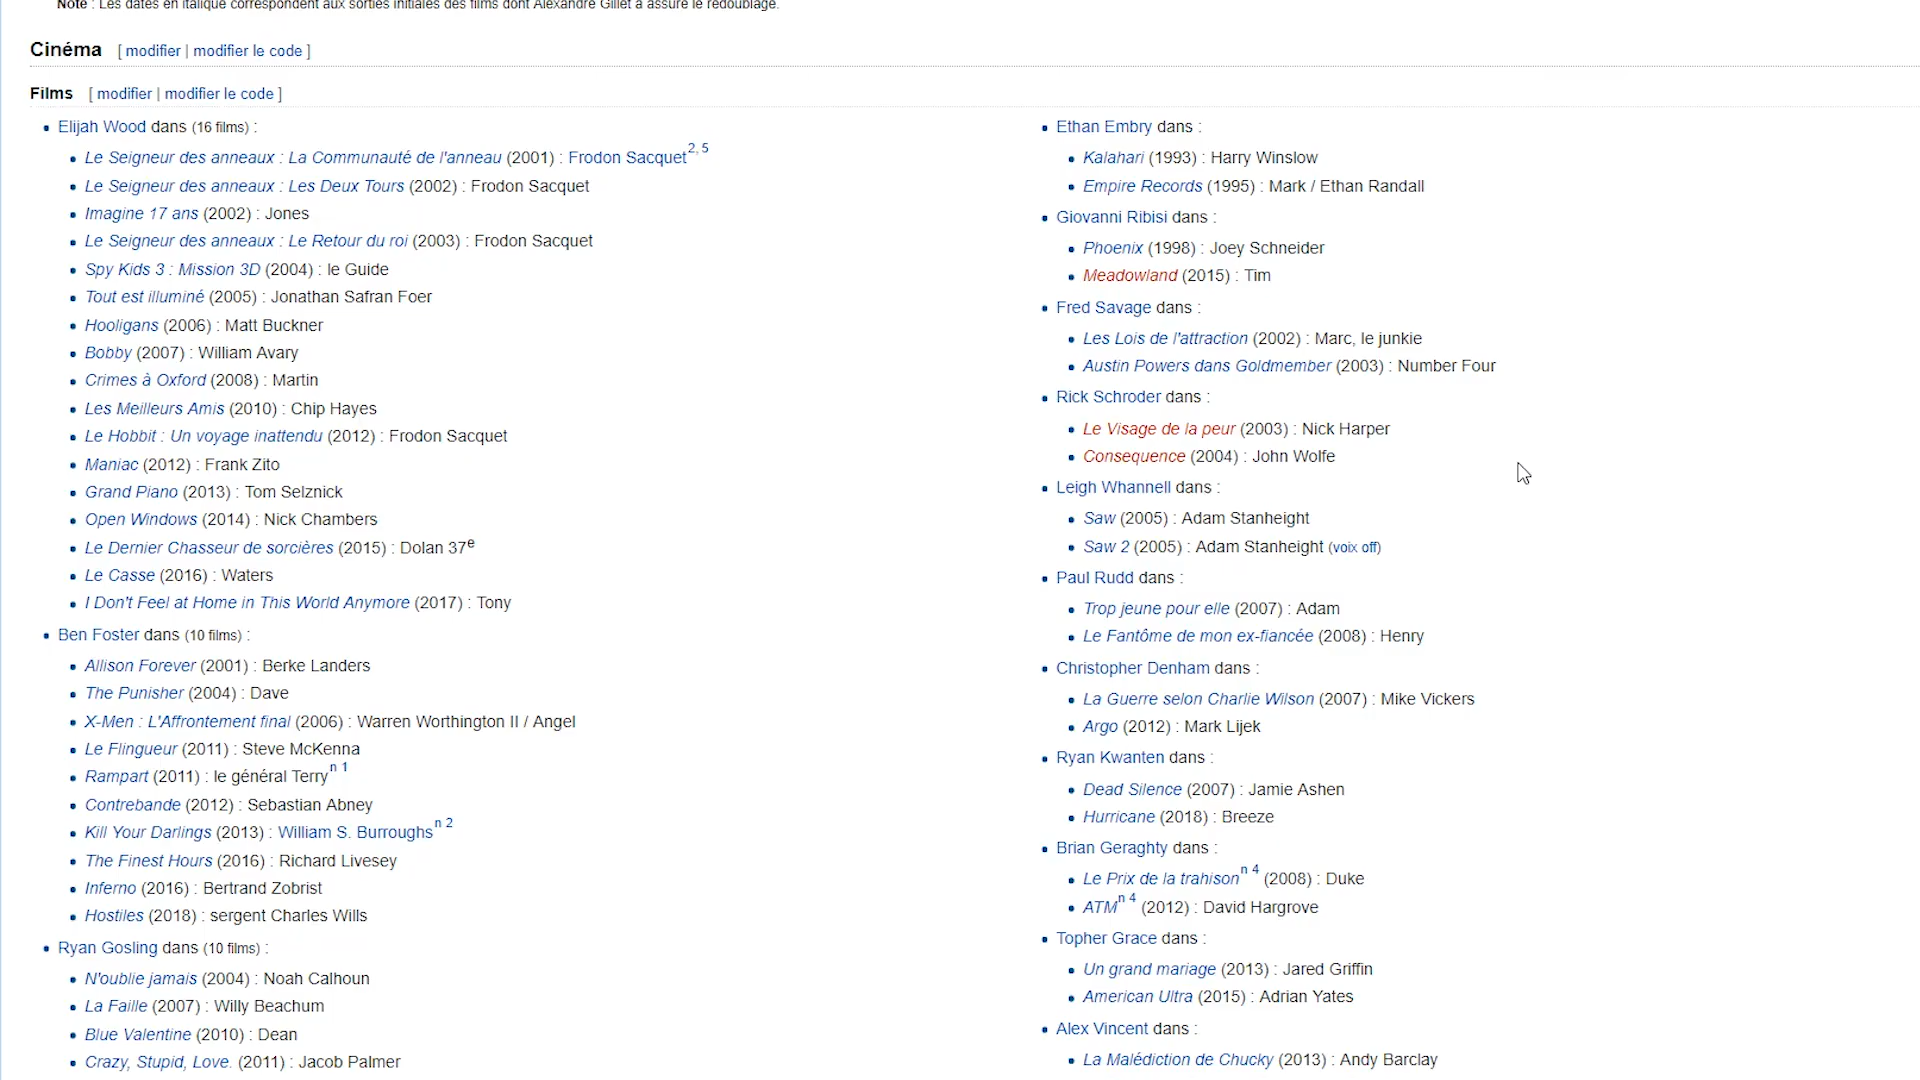 Note : Les dates en italique correspondent aux sorties initiales des films dont Alexandre Gillet a assuré le redoublage.
Cinéma [ modifier | modifier le code ]
Films [ modifier | modifier le code ]
Elijah Wood dans (16 films) :
Le Seigneur des anneaux : La Communauté de l'anneau (2001) : Frodon Sacquet2, 5
Le Seigneur des anneaux : Les Deux Tours (2002) : Frodon Sacquet
Imagine 17 ans (2002) : Jones
Le Seigneur des anneaux : Le Retour du roi (2003) : Frodon Sacquet
Spy Kids 3 : Mission 3D (2004) : le Guide
Tout est illuminé (2005) : Jonathan Safran Foer
Hooligans (2006) : Matt Buckner
Bobby (2007) : William Avary
Crimes à Oxford (2008) : Martin
Les Meilleurs Amis (2010) : Chip Hayes
Le Hobbit : Un voyage inattendu (2012) : Frodon Sacquet
Maniac (2012) : Frank Zito
Grand Piano (2013) : Tom Selznick
Open Windows (2014) : Nick Chambers
Le Dernier Chasseur de sorcières (2015) : Dolan 37e
Le Casse (2016) : Waters
I Don't Feel at Home in This World Anymore (2017) : Tony
Ben Foster dans (10 films) :
Allison Forever (2001) : Berke Landers
The Punisher (2004) : Dave
X-Men : L'Affrontement final (2006) : Warren Worthington II / Angel
Le Flingueur (2011) : Steve McKenna
Rampart (2011) : le général Terryn 1
Contrebande (2012) : Sebastian Abney
Kill Your Darlings (2013) : William S. Burroughsn 2
The Finest Hours (2016) : Richard Livesey
Inferno (2016) : Bertrand Zobrist
Hostiles (2018) : sergent Charles Wills
Ryan Gosling dans (10 films) :
N'oublie jamais (2004) : Noah Calhoun
La Faille (2007) : Willy Beachum
Blue Valentine (2010) : Dean
Crazy, Stupid, Love. (2011) : Jacob Palmer
Ethan Embry dans :
Kalahari (1993) : Harry Winslow
Empire Records (1995) : Mark / Ethan Randall
Giovanni Ribisi dans :
Phoenix (1998) : Joey Schneider
Meadowland (2015) : Tim
Fred Savage dans :
Les Lois de l'attraction (2002) : Marc, le junkie
Austin Powers dans Goldmember (2003) : Number Four
Rick Schroder dans :
Le Visage de la peur (2003) : Nick Harper
Consequence (2004) : John Wolfe
Leigh Whannell dans :
Saw (2005) : Adam Stanheight
Saw 2 (2005) : Adam Stanheight (voix off)
Paul Rudd dans :
Trop jeune pour elle (2007) : Adam
Le Fantôme de mon ex-fiancée (2008) : Henry
Christopher Denham dans :
La Guerre selon Charlie Wilson (2007) : Mike Vickers
Argo (2012) : Mark Lijek
Ryan Kwanten dans :
Dead Silence (2007) : Jamie Ashen
Hurricane (2018) : Breeze
Brian Geraghty dans :
Le Prix de la trahisonn 4 (2008) : Duke
ATMn 4 (2012) : David Hargrove
Topher Grace dans :
Un grand mariage (2013) : Jared Griffin
American Ultra (2015) : Adrian Yates
Alex Vincent dans :
La Malédiction de Chucky (2013) : Andy Barclay